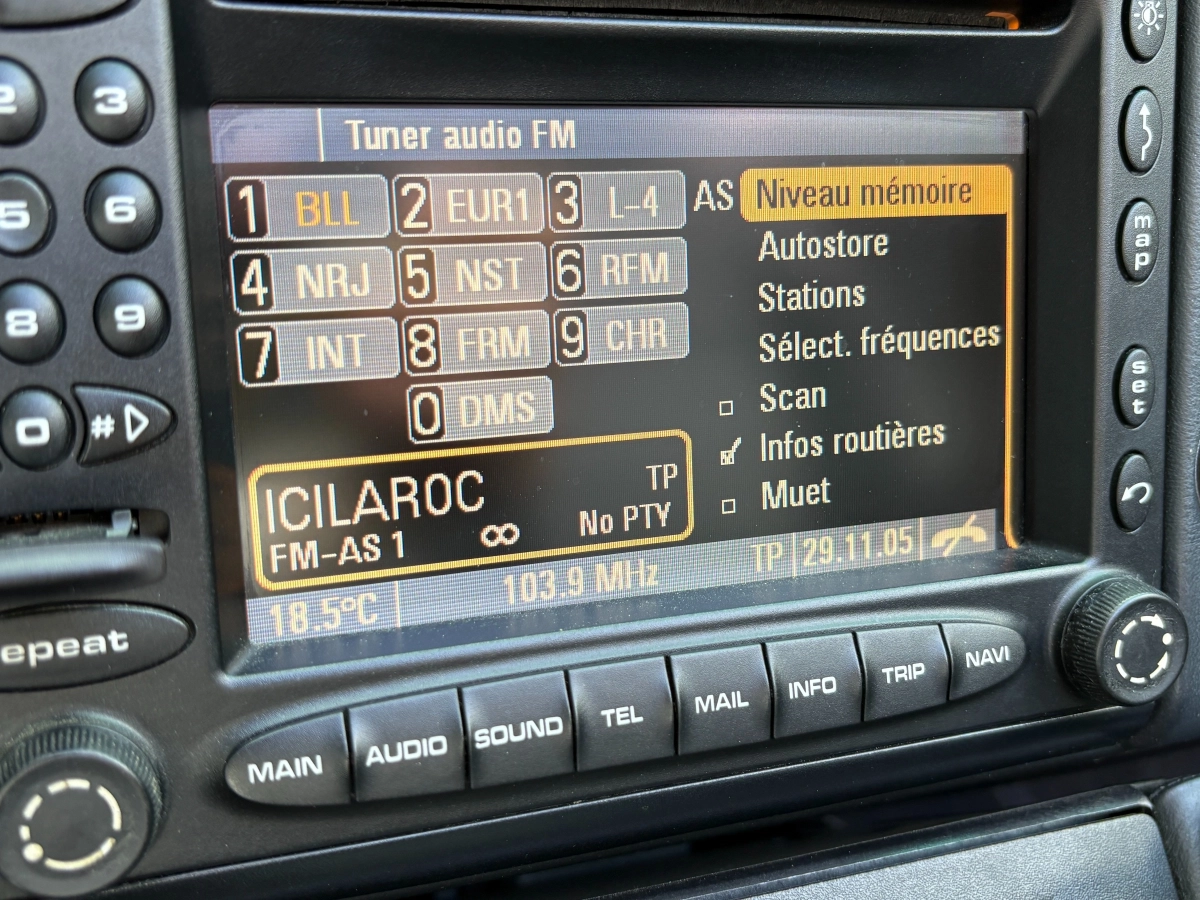 Tuner audio FM
1 BLL 2 EUR1 3 L-4
4 NRJ 5 NST 6 RFM
7 INT 8 FRM 9 CHR
0 DMS
AS Niveau mémoire
Autostore
Stations
Sélect. fréquences
Scan
Infos routières
Muet
ICILAROC TP
FM-AS 1 ∞ No PTY
18.5°C 103.9 MHz TP 29.11.05
2 3
5 6
8 9
0 #
epeat
MAIN AUDIO SOUND TEL MAIL INFO TRIP NAVI
map
set